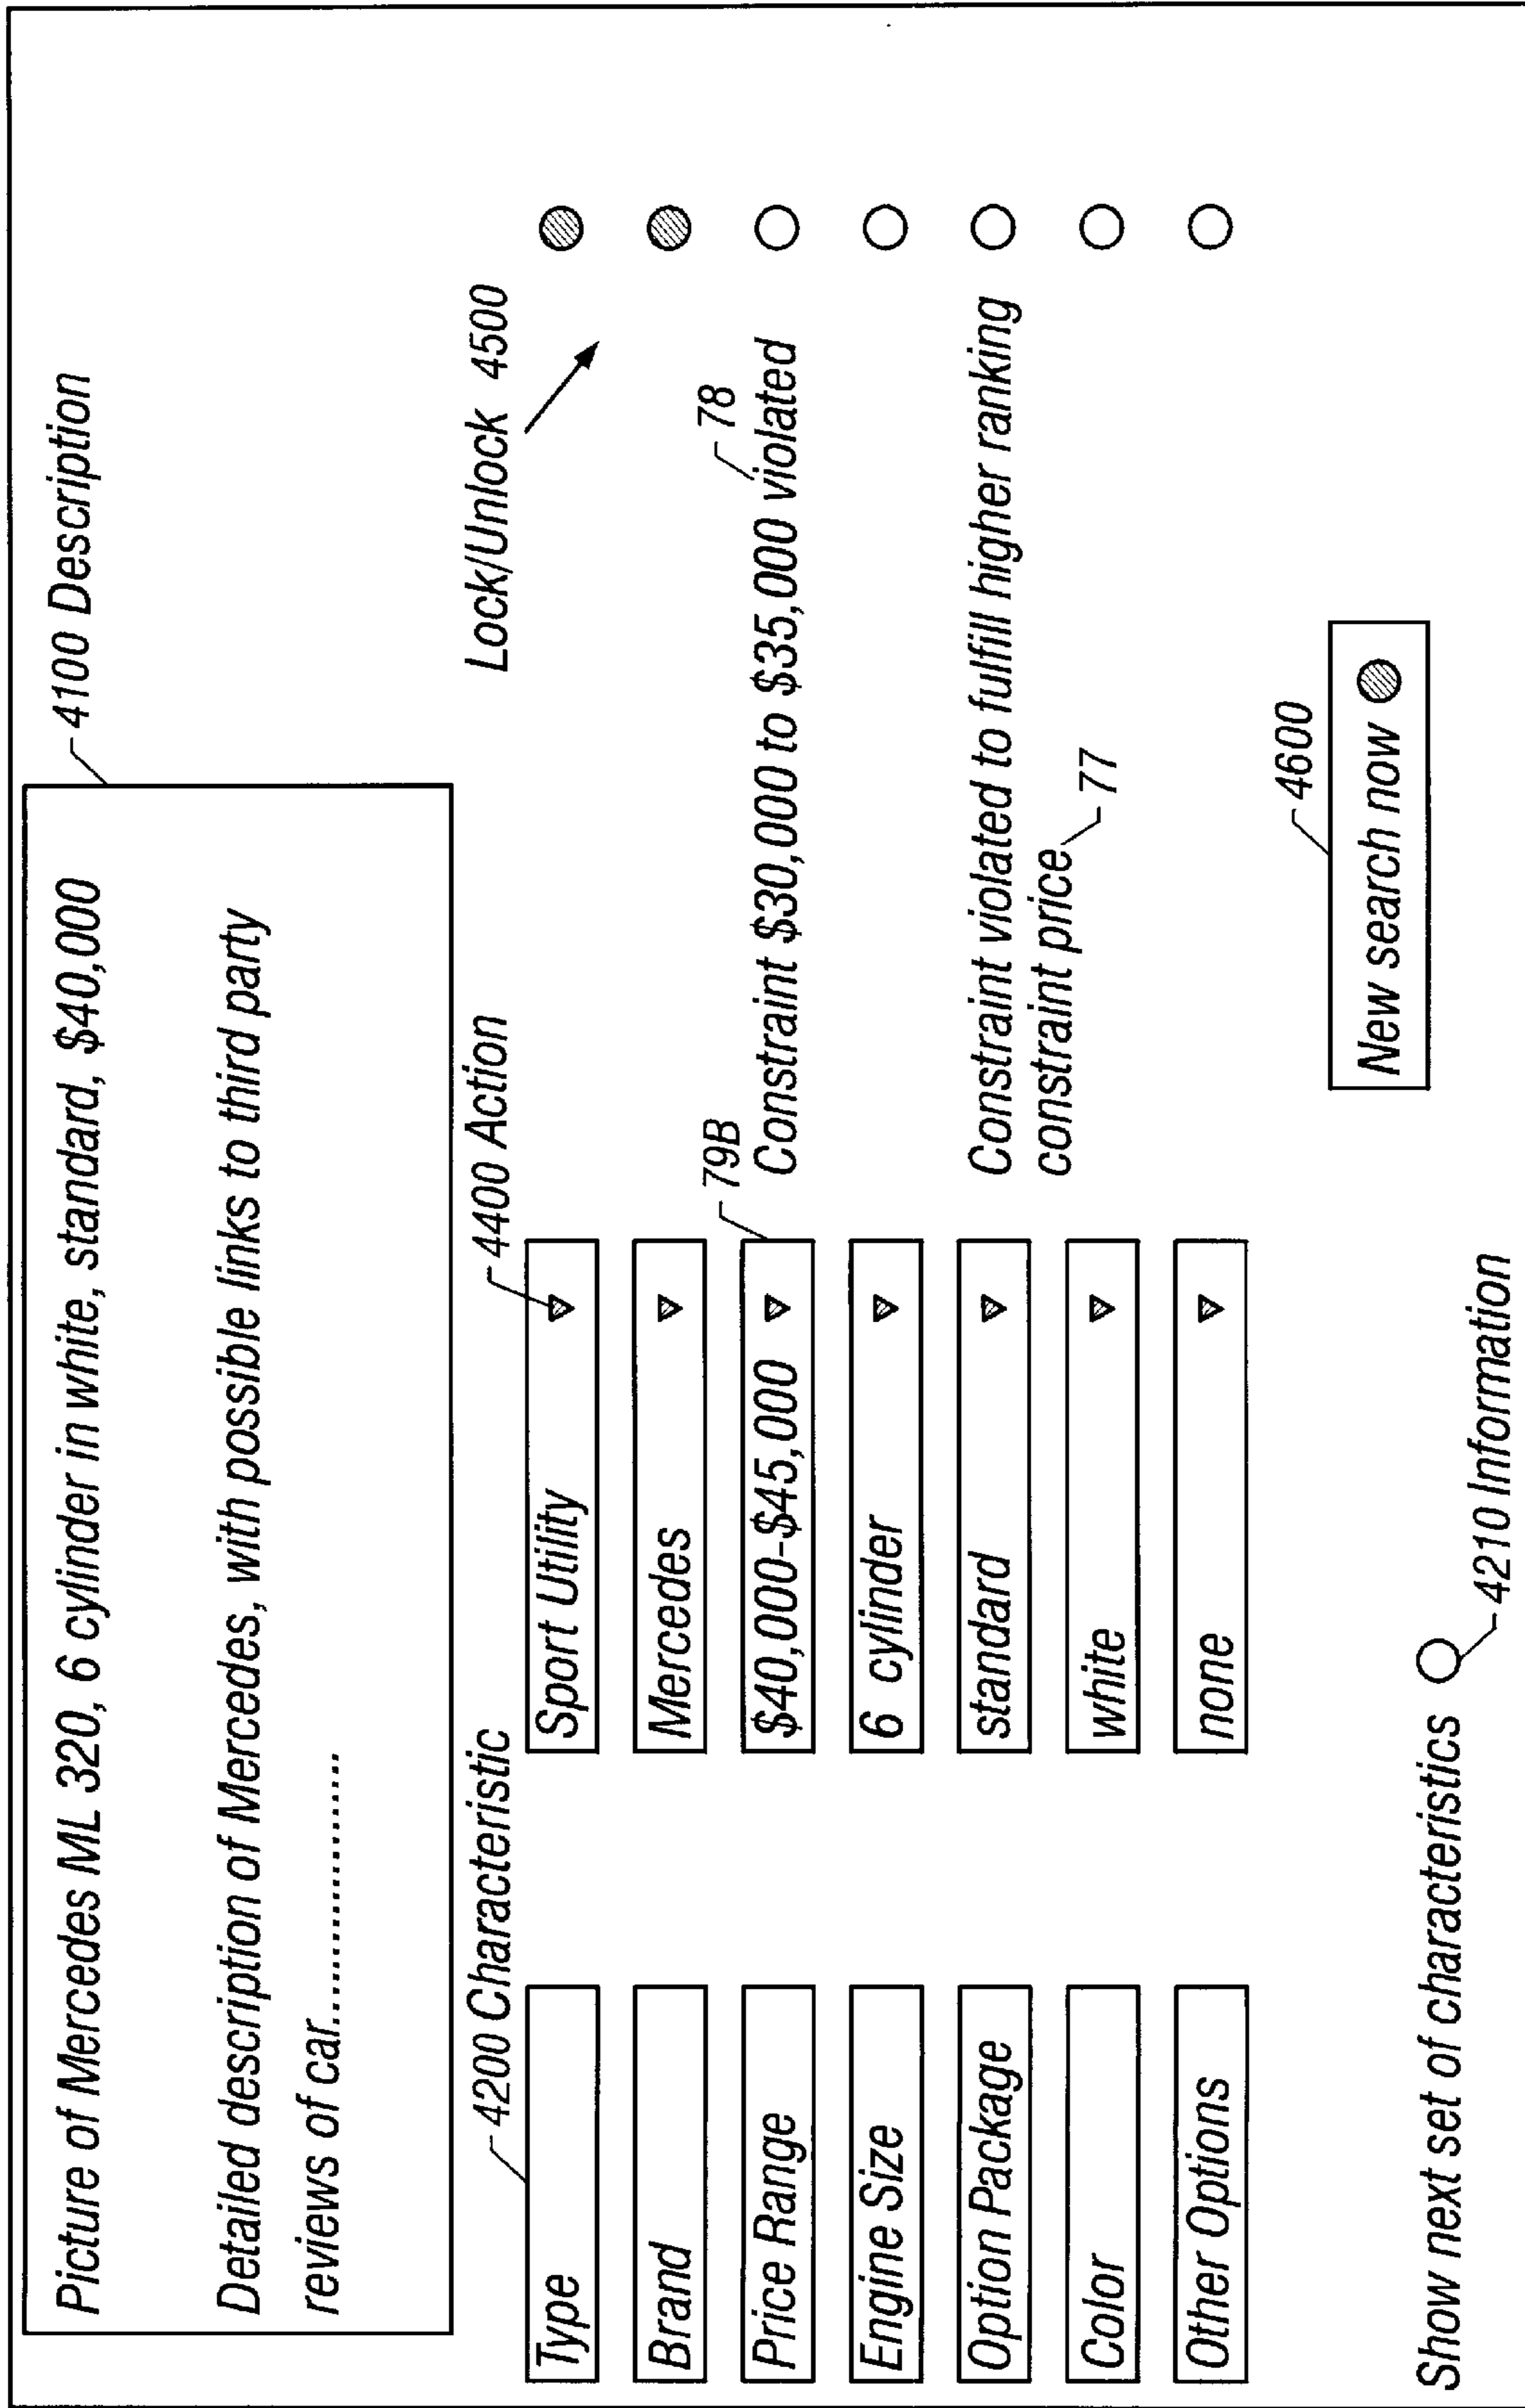 4100 Description
Picture of Mercedes ML 320, 6 cylinder in white, standard, $40,000
Detailed description of Mercedes, with possible links to third party
reviews of car..................
4200 Characteristic
4400 Action
Lock/Unlock 4500
Type
Sport Utility
Brand
Mercedes
79B
78
Price Range
$40,000-$45,000
Constraint $30,000 to $35,000 violated
Engine Size
6 cylinder
Option Package
standard
Constraint violated to fulfill higher ranking
constraint price
77
Color
white
Other Options
none
4600
New search now
Show next set of characteristics
4210 Information